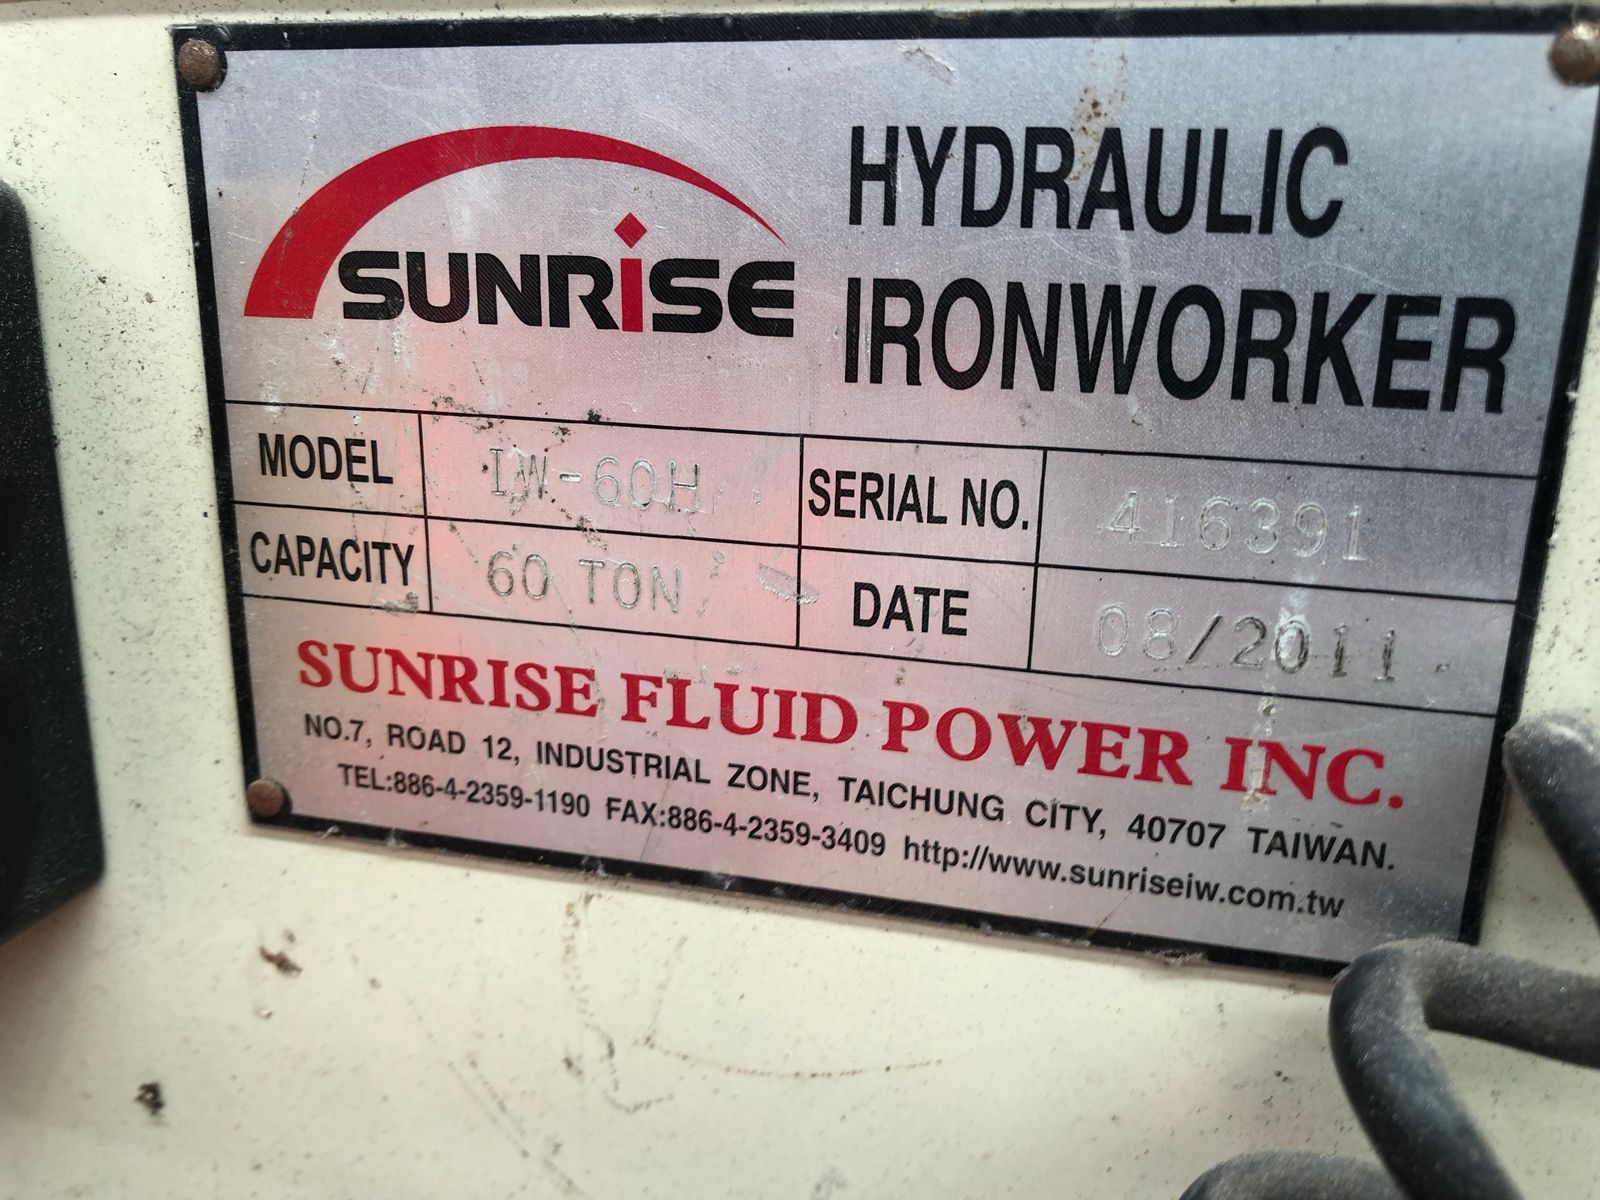 SUNRISE
HYDRAULIC
IRONWORKER
MODEL IW-60H SERIAL NO. 416391
CAPACITY 60 TON DATE 08/2011
SUNRISE FLUID POWER INC.
NO.7, ROAD 12, INDUSTRIAL ZONE, TAICHUNG CITY, 40707 TAIWAN.
TEL:886-4-2359-1190 FAX:886-4-2359-3409 http://www.sunriseiw.com.tw